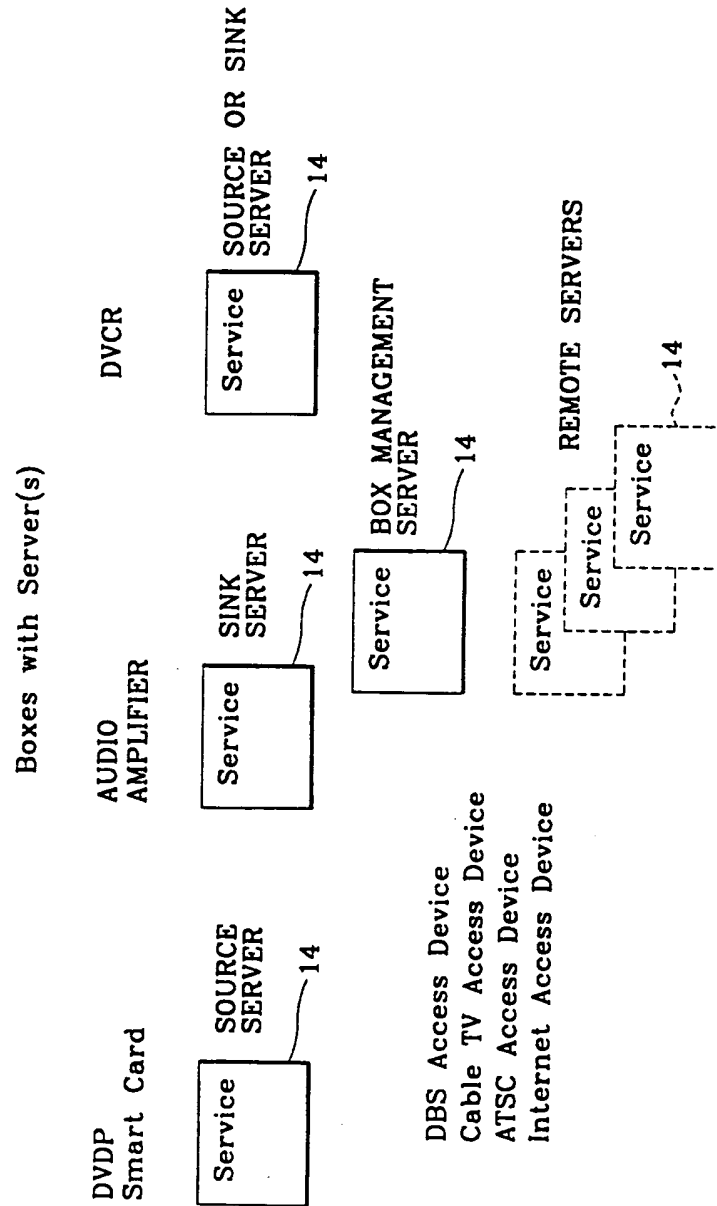 Boxes with Server(s)
DVDP
Smart Card
Service
SOURCE
SERVER
14
AUDIO
AMPLIFIER
Service
SINK
SERVER
14
DVCR
Service
SOURCE OR SINK
SERVER
14
DBS Access Device
Cable TV Access Device
ATSC Access Device
Internet Access Device
Service
BOX MANAGEMENT
SERVER
14
Service
Service
Service
REMOTE SERVERS
14